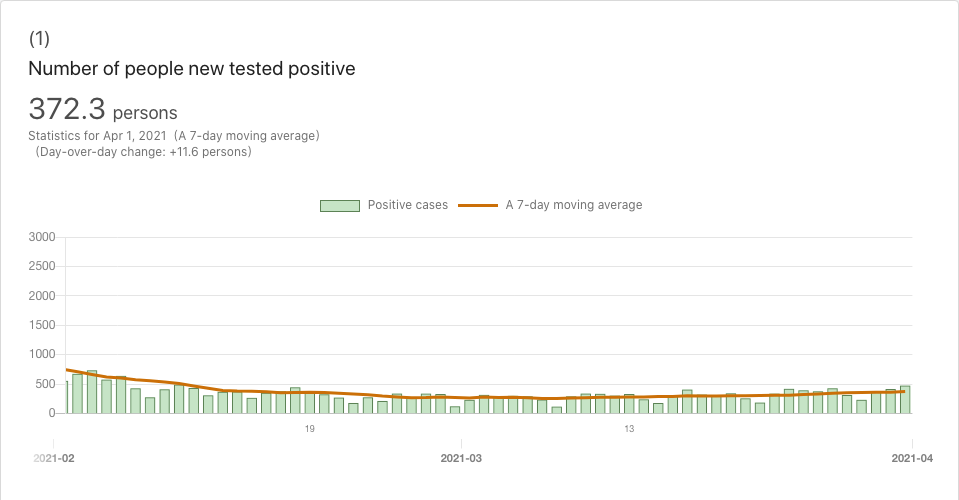 (1)
Number of people new tested positive
372.3 persons
Statistics for Apr 1, 2021 (A 7-day moving average)
(Day-over-day change: +11.6 persons)
Positive cases A 7-day moving average
3000
2500
2000
1500
1000
500
0
19 13
2021-02 2021-03 2021-04